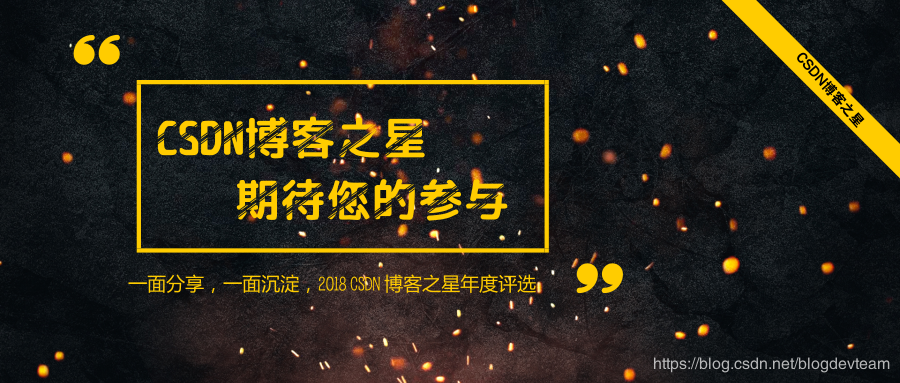 CSDN博客之星
CSDN博客之星
期待您的参与
一面分享，一面沉淀，2018 CSDN 博客之星年度评选
https://blog.csdn.net/blogdevteam